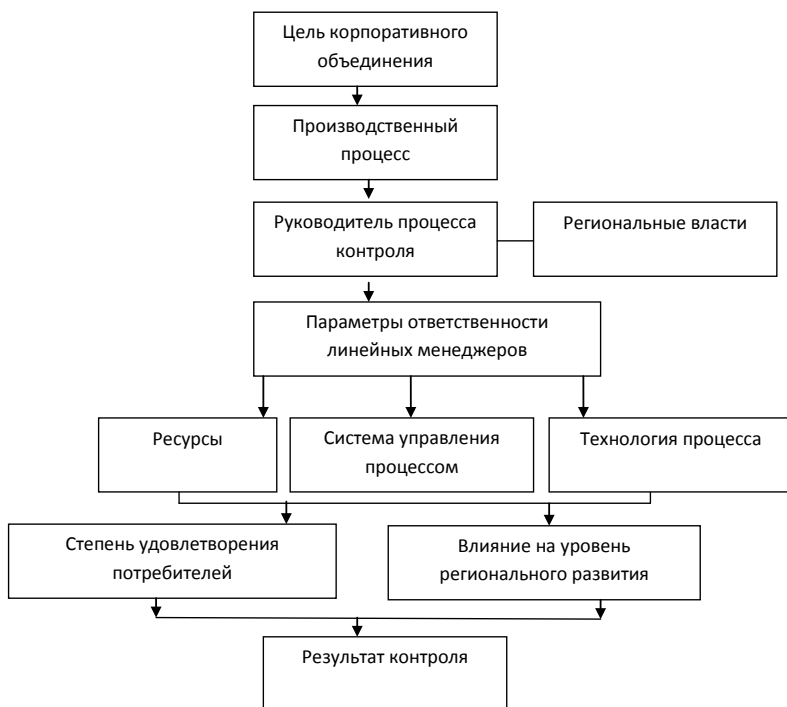 Цель корпоративного
объединения
Производственный
процесс
Руководитель процесса
контроля
Региональные власти
Параметры ответственности
линейных менеджеров
Ресурсы
Система управления
процессом
Технология процесса
Степень удовлетворения
потребителей
Влияние на уровень
регионального развития
Результат контроля